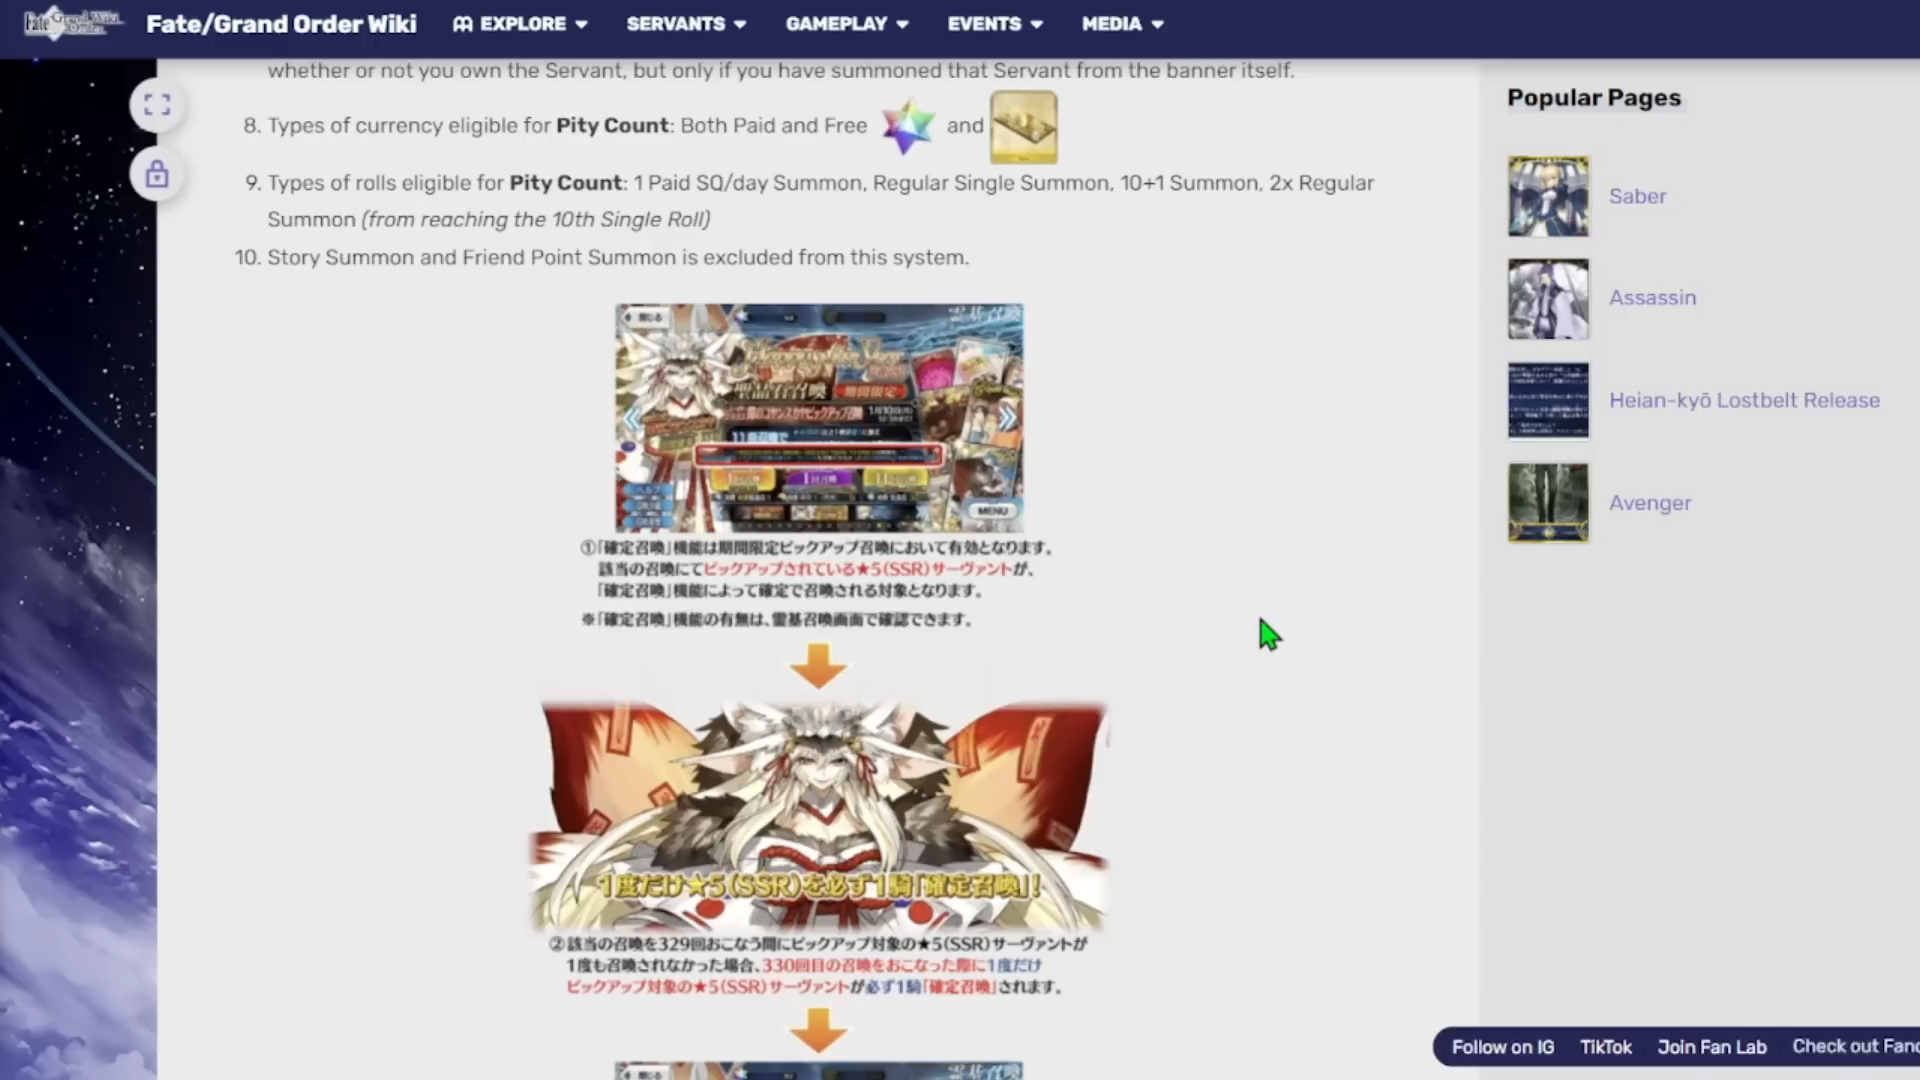 Fate/Grand Order Wiki
EXPLORE
SERVANTS
GAMEPLAY
EVENTS
MEDIA
whether or not you own the Servant, but only if you have summoned that Servant from the banner itself.
8. Types of currency eligible for Pity Count: Both Paid and Free and
9. Types of rolls eligible for Pity Count: 1 Paid SQ/day Summon, Regular Single Summon, 10+1 Summon, 2x Regular
Summon (from reaching the 10th Single Roll)
10. Story Summon and Friend Point Summon is excluded from this system.
閉じる
期間限定
MENU
①「確定召喚」機能は期間限定ピックアップ召喚において有効となります。
該当の召喚にてピックアップされている★5(SSR)サーヴァントが、
「確定召喚」機能によって確定で召喚される対象となります。
※「確定召喚」機能の有無は、霊基召喚画面で確認できます。
1度だけ★5(SSR)を必ず1騎「確定召喚」!
②該当の召喚を329回おこなう間にピックアップ対象の★5(SSR)サーヴァントが
1度も召喚されなかった場合、330回目の召喚をおこなった際に1度だけ
ピックアップ対象の★5(SSR)サーヴァントが必ず1騎「確定召喚」されます。
閉じる
Popular Pages
Saber
Assassin
Heian-kyō Lostbelt Release
Avenger
Follow on IG
TikTok
Join Fan Lab
Check out Fanc